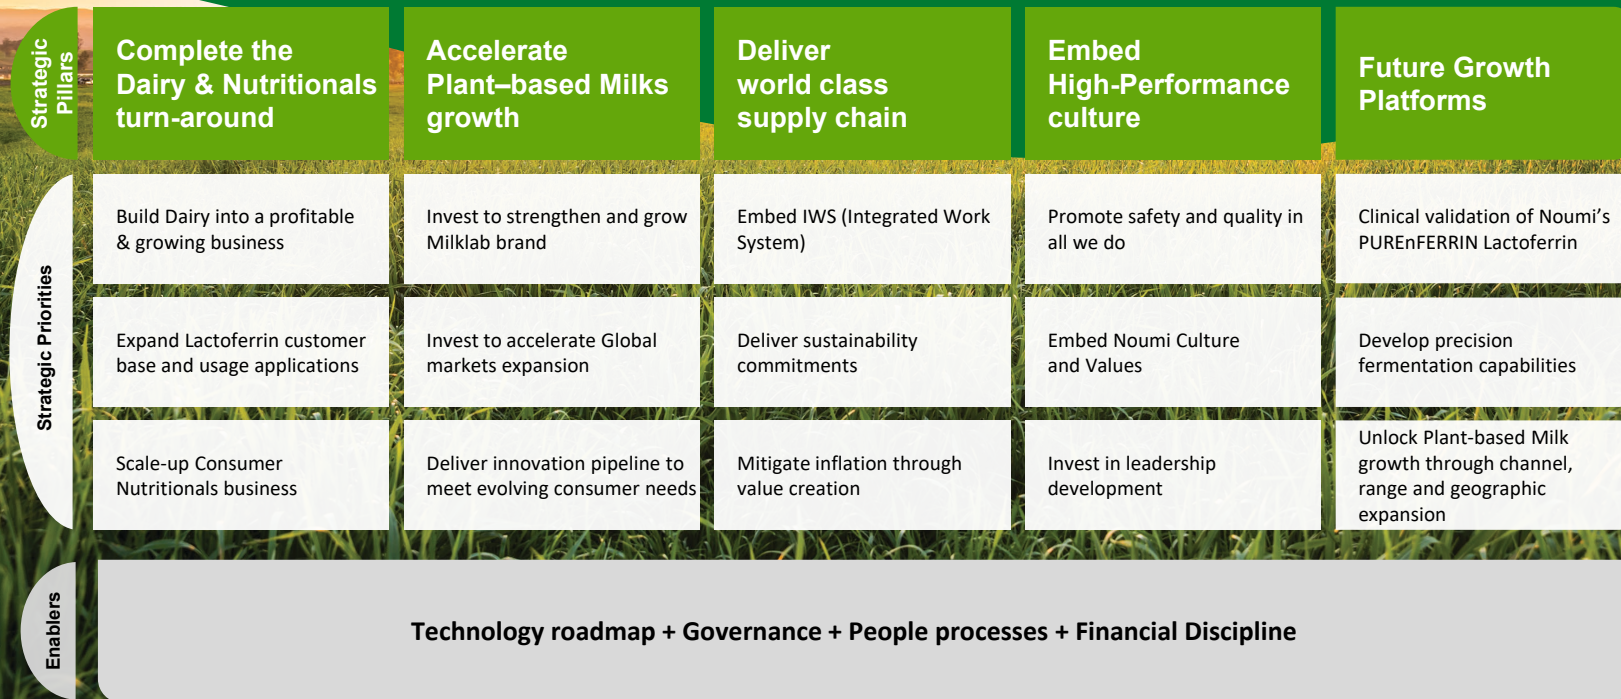 Strategic
Pillars
Complete the
Dairy & Nutritionals
turn-around
Accelerate
Plant–based Milks
growth
Deliver
world class
supply chain
Embed
High-Performance
culture
Future Growth
Platforms
Strategic Priorities
Build Dairy into a profitable
& growing business
Invest to strengthen and grow
Milklab brand
Embed IWS (Integrated Work
System)
Promote safety and quality in
all we do
Clinical validation of Noumi’s
PUREnFERRIN Lactoferrin
Expand Lactoferrin customer
base and usage applications
Invest to accelerate Global
markets expansion
Deliver sustainability
commitments
Embed Noumi Culture
and Values
Develop precision
fermentation capabilities
Scale-up Consumer
Nutritionals business
Deliver innovation pipeline to
meet evolving consumer needs
Mitigate inflation through
value creation
Invest in leadership
development
Unlock Plant-based Milk
growth through channel,
range and geographic
expansion
Enablers
Technology roadmap + Governance + People processes + Financial Discipline